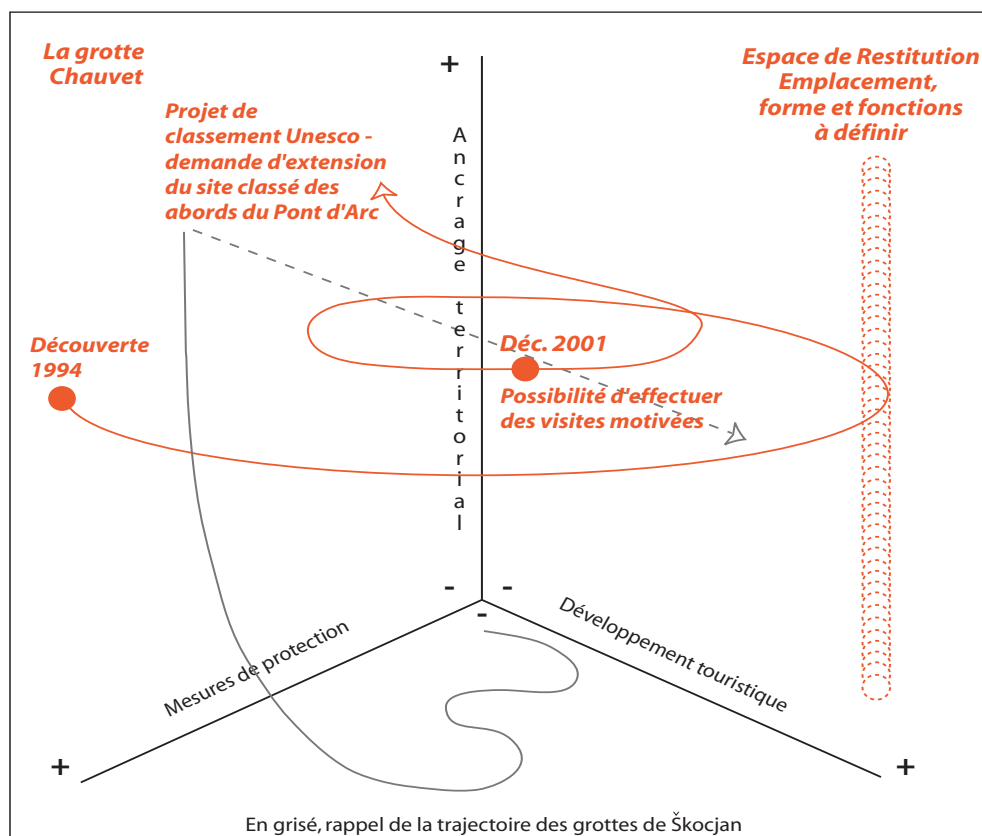 La grotte
Chauvet
Projet de
classement Unesco -
demande d'extension
du site classé des
abords du Pont d'Arc
+
Ancrage territorial
Espace de Restitution
Emplacement,
forme et fonctions
à définir
Découverte
1994
Déc. 2001
Possibilité d'effectuer
des visites motivées
- -
-
Mesures de protection
Développement touristique
+
+
En grisé, rappel de la trajectoire des grottes de Škocjan